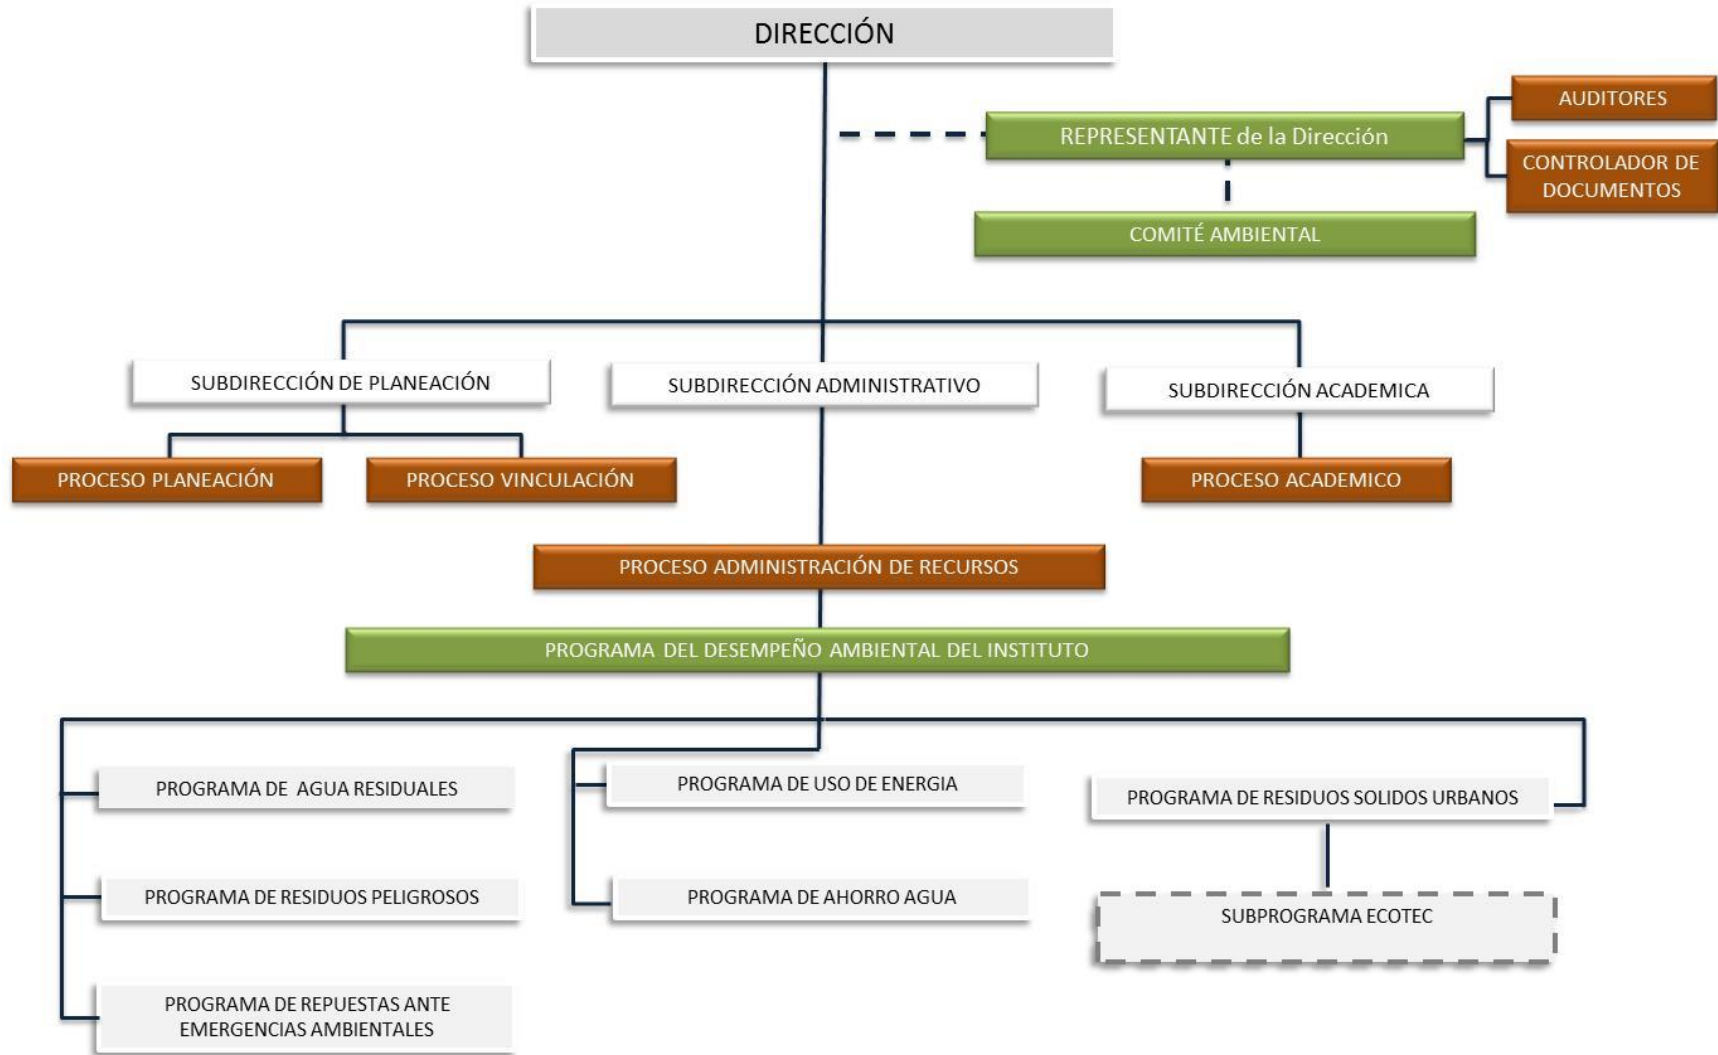 DIRECCIÓN
AUDITORES
REPRESENTANTE de la Dirección
CONTROLADOR DE
DOCUMENTOS
COMITÉ AMBIENTAL
SUBDIRECCIÓN DE PLANEACIÓN
SUBDIRECCIÓN ADMINISTRATIVO
SUBDIRECCIÓN ACADEMICA
PROCESO PLANEACIÓN
PROCESO VINCULACIÓN
PROCESO ACADEMICO
PROCESO ADMINISTRACIÓN DE RECURSOS
PROGRAMA DEL DESEMPEÑO AMBIENTAL DEL INSTITUTO
PROGRAMA DE AGUA RESIDUALES
PROGRAMA DE USO DE ENERGIA
PROGRAMA DE RESIDUOS SOLIDOS URBANOS
PROGRAMA DE RESIDUOS PELIGROSOS
PROGRAMA DE AHORRO AGUA
SUBPROGRAMA ECOTEC
PROGRAMA DE REPUESTAS ANTE
EMERGENCIAS AMBIENTALES